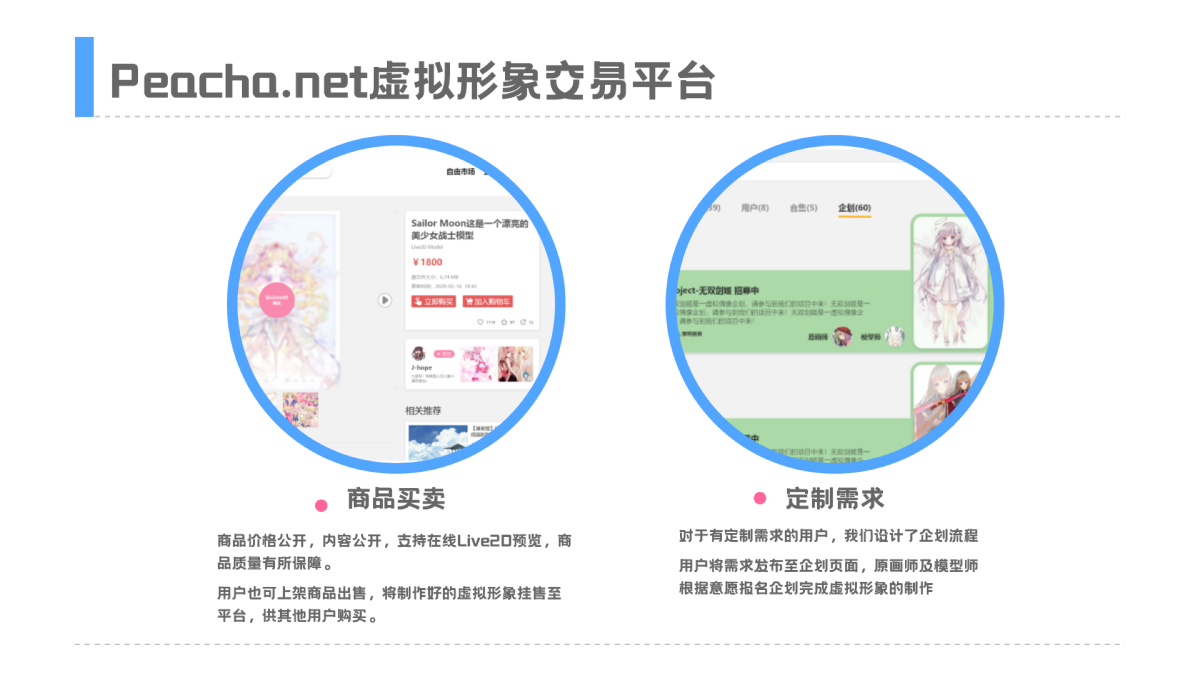 Peacha.net虚拟形象交易平台
自由市场
Sailor Moon这是一个漂亮的
美少女战士模型
Live2D Model
¥1800
源文件大小：6.74 MB
立即购买
加入购物车
J-hope
相关推荐
用户(8)
合集(5)
企划(60)
oject-无双剑姬 招募中
原画师
模型师
商品买卖
商品价格公开，内容公开，支持在线Live2D预览，商
品质量有所保障。
用户也可上架商品出售，将制作好的虚拟形象挂售至
平台，供其他用户购买。
定制需求
对于有定制需求的用户，我们设计了企划流程
用户将需求发布至企划页面，原画师及模型师
根据意愿报名企划完成虚拟形象的制作